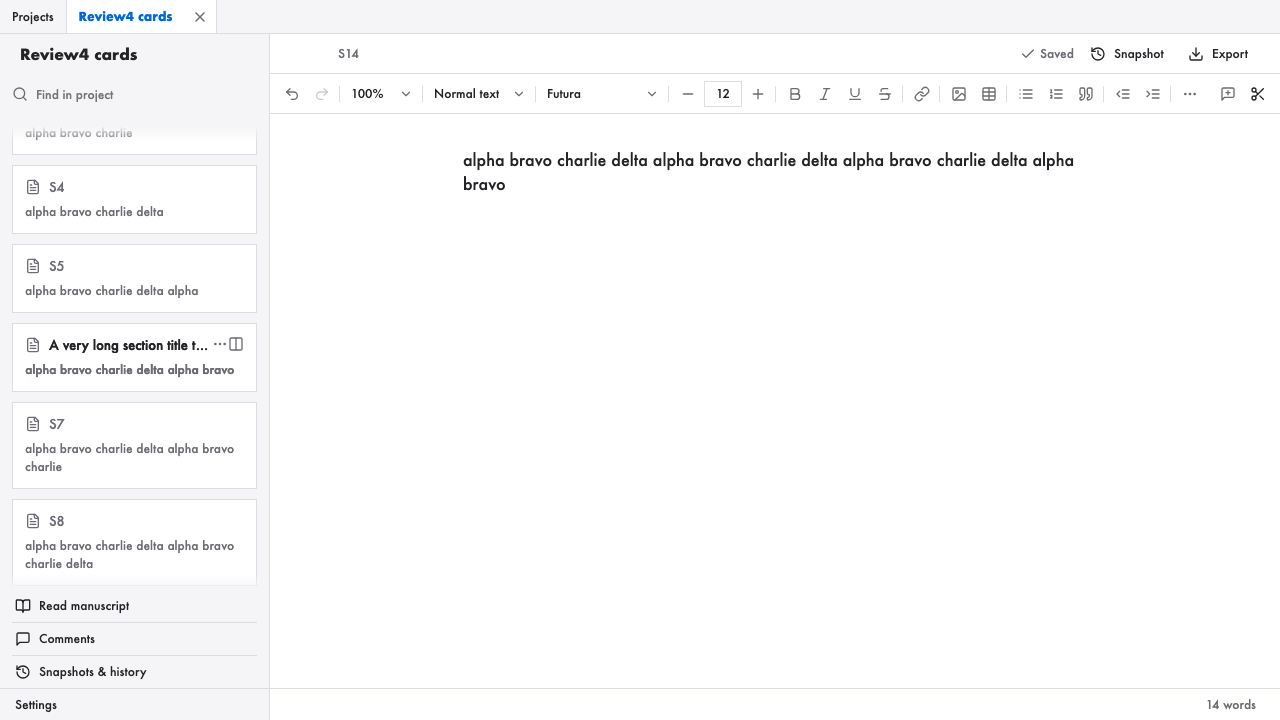 Projects
Review4 cards
Review4 cards
Find in project
alpha bravo charlie
S4
alpha bravo charlie delta
S5
alpha bravo charlie delta alpha
A very long section title t...
alpha bravo charlie delta alpha bravo
S7
alpha bravo charlie delta alpha bravo
charlie
S8
alpha bravo charlie delta alpha bravo
charlie delta
Read manuscript
Comments
Snapshots & history
Settings
S14
Saved
Snapshot
Export
100%
Normal text
Futura
12
B
I
U
S
alpha bravo charlie delta alpha bravo charlie delta alpha bravo charlie delta alpha
bravo
14 words